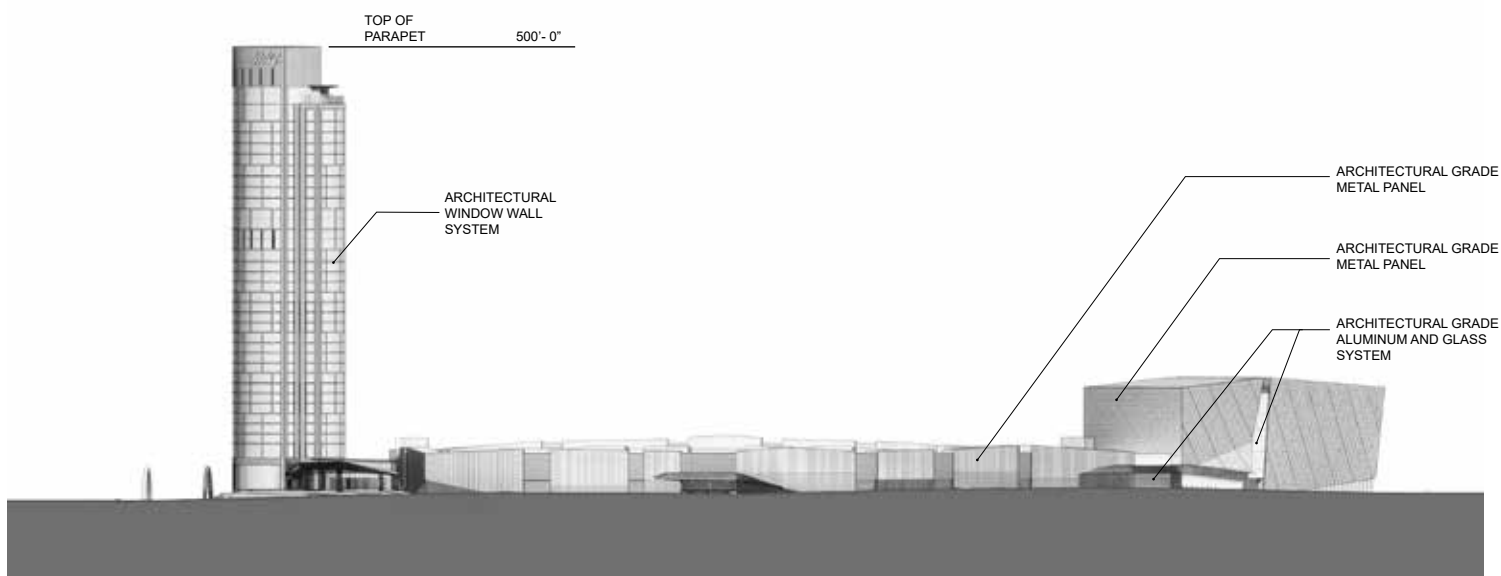 TOP OF
PARAPET 500'- 0"
ARCHITECTURAL
WINDOW WALL
SYSTEM
ARCHITECTURAL GRADE
METAL PANEL
ARCHITECTURAL GRADE
METAL PANEL
ARCHITECTURAL GRADE
ALUMINUM AND GLASS
SYSTEM